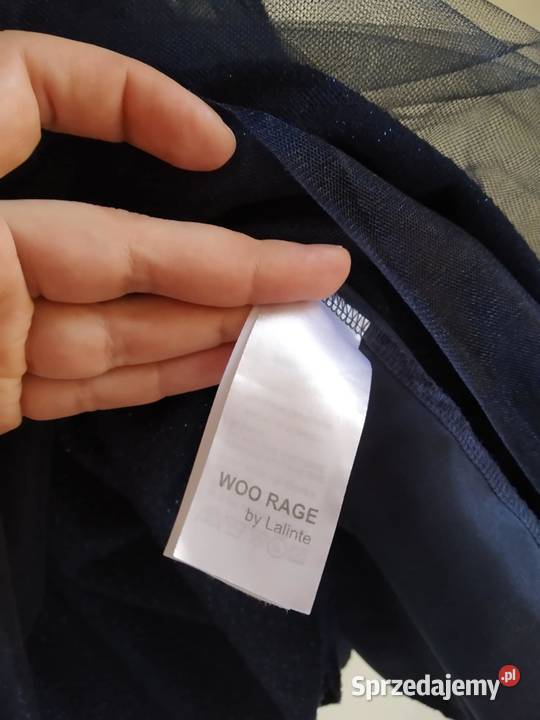 WOO RAGE
by Lalinte
Sprzedajemy.pl